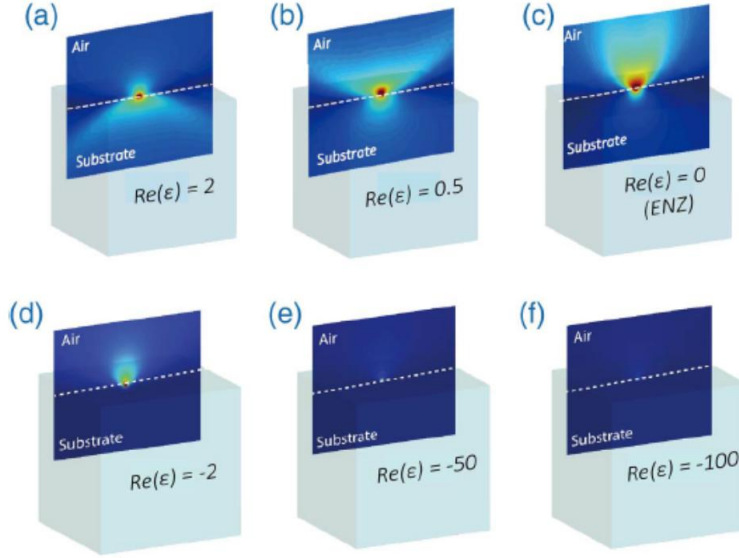 (a)
Air
Substrate
Re(ε) = 2
(b)
Air
Substrate
Re(ε) = 0.5
(c)
Air
Substrate
Re(ε) = 0
(ENZ)
(d)
Air
Substrate
Re(ε) = -2
(e)
Air
Substrate
Re(ε) = -50
(f)
Air
Substrate
Re(ε) = -100